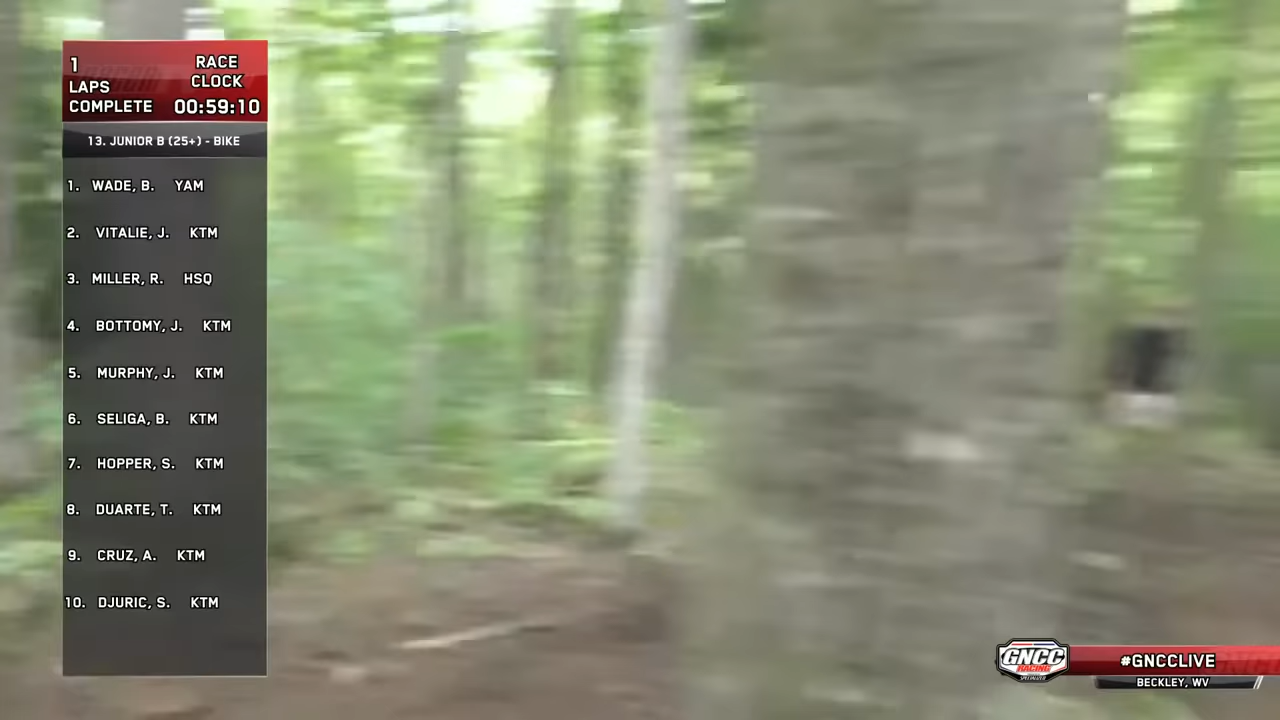 1
LAPS
COMPLETE
RACE
CLOCK
00:59:10
13. JUNIOR B (25+) - BIKE
1. WADE, B. YAM
2. VITALIE, J. KTM
3. MILLER, R. HSQ
4. BOTTOMY, J. KTM
5. MURPHY, J. KTM
6. SELIGA, B. KTM
7. HOPPER, S. KTM
8. DUARTE, T. KTM
9. CRUZ, A. KTM
10. DJURIC, S. KTM
GNCC
RACING
SPECIALIZED
#GNCCLIVE
BECKLEY, WV